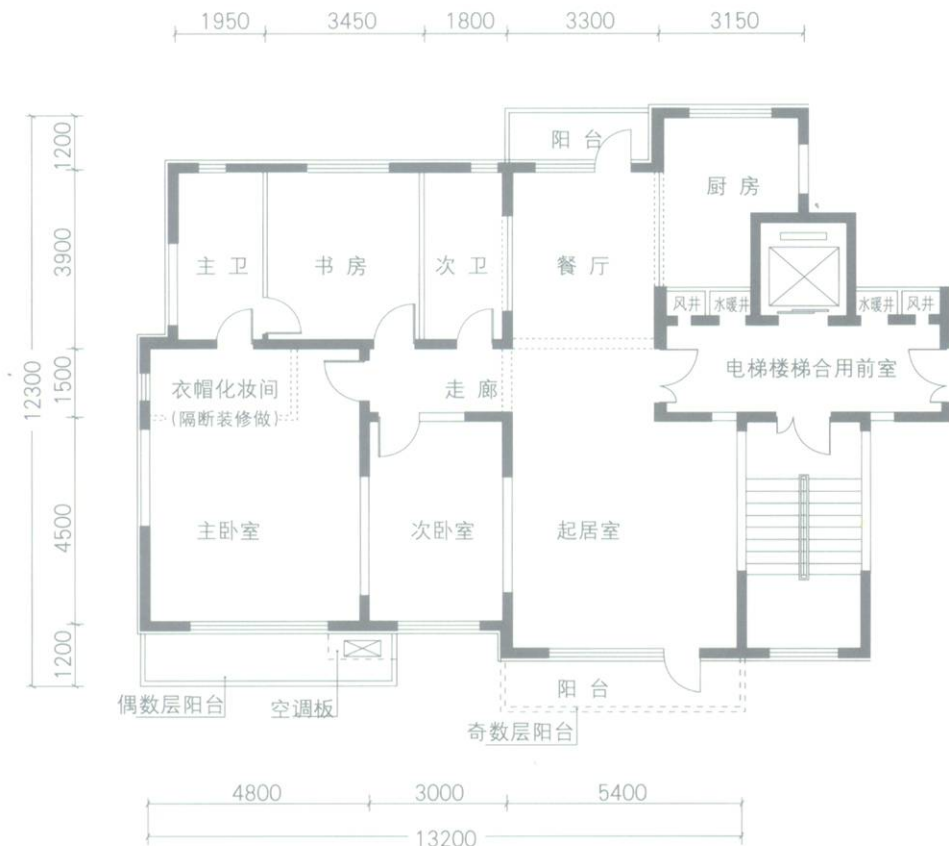 1950 3450 1800 3300 3150
1200
3900
1500
4500
1200
12300
阳台
厨房
主卫
书房
次卫
餐厅
风井
水暖井
水暖井
风井
衣帽化妆间
(隔断装修做)
走廊
电梯楼梯合用前室
主卧室
次卧室
起居室
阳台
偶数层阳台
空调板
奇数层阳台
4800 3000 5400
13200